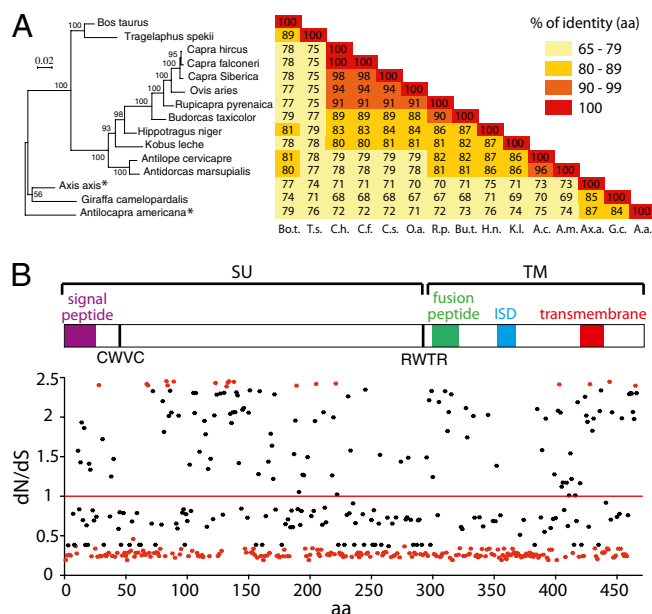 A
% of identity (aa)
65 - 79
80 - 89
90 - 99
100
0.02
100
100
95
100
100
100
100
98
93
100
100
56
Bos taurus 100
Tragelaphus spekii 89 100
Capra hircus 78 75 100
Capra falconeri 78 75 100 100
Capra Siberica 78 75 98 98 100
Ovis aries 77 75 94 94 94 100
Rupicapra pyrenaica 77 75 91 91 91 91 100
Budorcas taxicolor 79 77 89 89 89 88 90 100
Hippotragus niger 81 79 83 84 84 84 86 87 100
Kobus leche 78 78 80 80 81 81 82 82 87 100
Antilope cervicapre 81 78 79 79 79 79 81 82 86 86 100
Antidorcas marsupialis 80 77 78 79 79 78 80 81 87 86 96 100
Axis axis* 77 74 71 71 70 70 71 70 75 71 73 73 100
Giraffa camelopardalis 74 71 68 68 67 67 68 68 71 69 70 69 85 100
Antilocapra americana* 79 76 72 72 71 72 73 73 76 74 75 74 87 84 100
Bo.t. T.s. C.h. C.f. C.s. O.a. R.p. Bu.t. H.n. K.l. A.c. A.m. Ax.a. G.c. A.a.
B
SU TM
signal peptide
fusion peptide
ISD
transmembrane
CWVC
RWTR
2.5
2
1.5
1
0.5
0
dN/dS
0 50 100 150 200 250 300 350 400 450
aa